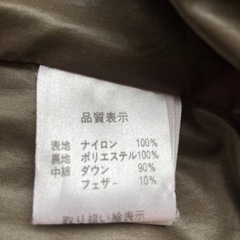 品質表示
表地 ナイロン 100%
裏地 ポリエステル100%
中綿 ダウン 90%
フェザー 10%
取り扱い絵表示